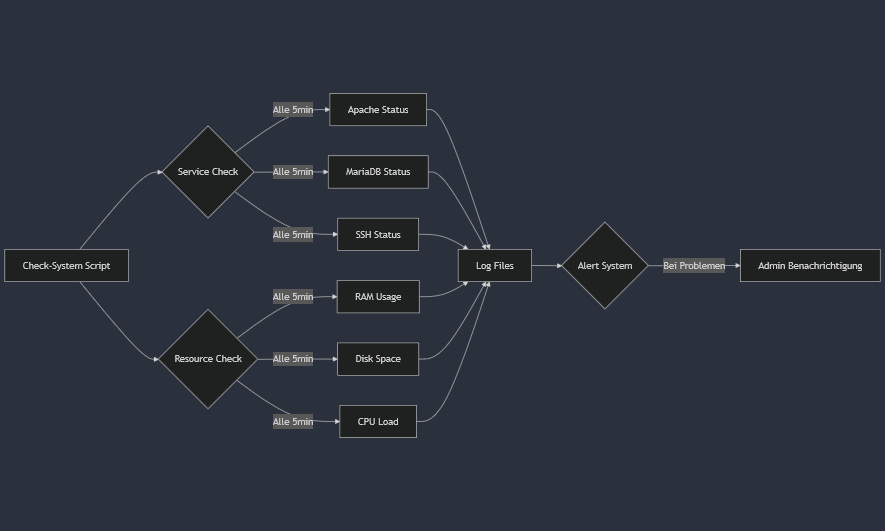 Alle 5min
Apache Status
Service Check
Alle 5min
MariaDB Status
Alle 5min
SSH Status
Check-System Script
Log Files
Alert System
Bei Problemen
Admin Benachrichtigung
Alle 5min
RAM Usage
Resource Check
Alle 5min
Disk Space
Alle 5min
CPU Load